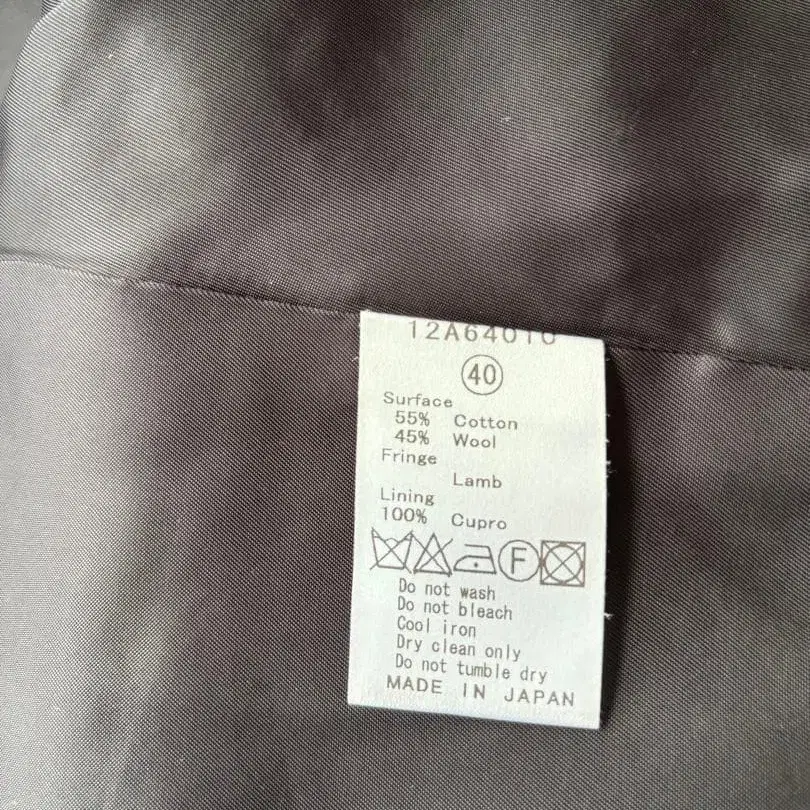 12A64010
40
Surface
55% Cotton
45% Wool
Fringe
Lamb
Lining
100% Cupro
F
Do not wash
Do not bleach
Cool iron
Dry clean only
Do not tumble dry
MADE IN JAPAN